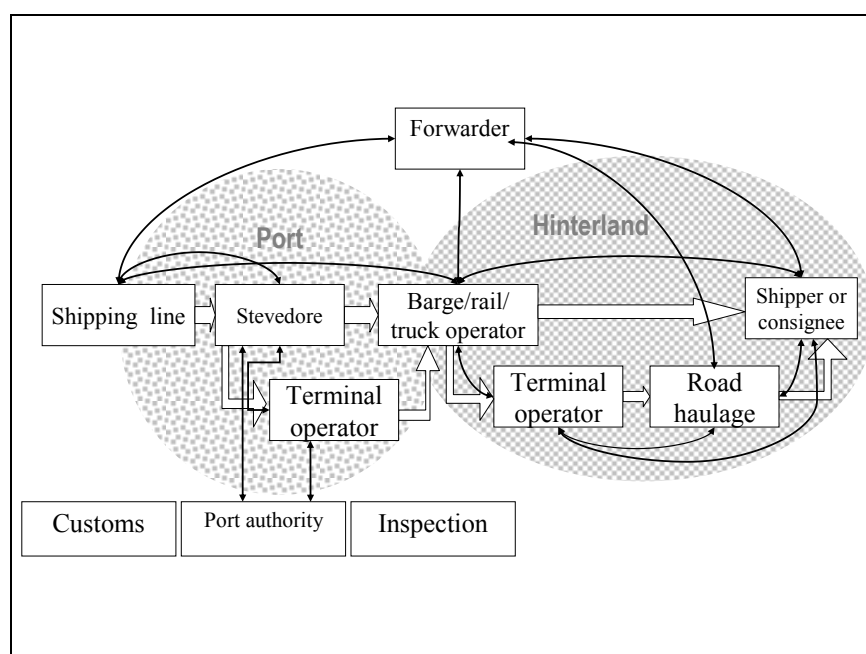 Forwarder
Port
Hinterland
Shipping line
Stevedore
Barge/rail/
truck operator
Shipper or
consignee
Terminal
operator
Terminal
operator
Road
haulage
Customs
Port authority
Inspection